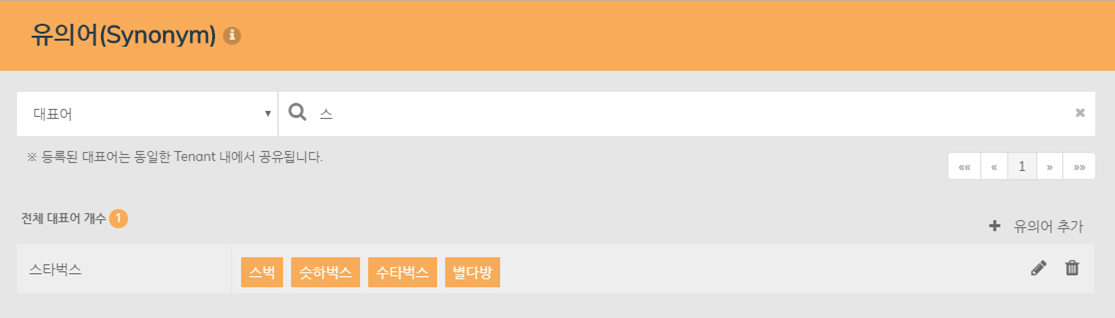 유의어(Synonym)
대표어 스
※ 등록된 대표어는 동일한 Tenant 내에서 공유됩니다.
«« « 1 » »»
전체 대표어 개수 1
유의어 추가
스타벅스 스벅 슷하벅스 수타벅스 별다방